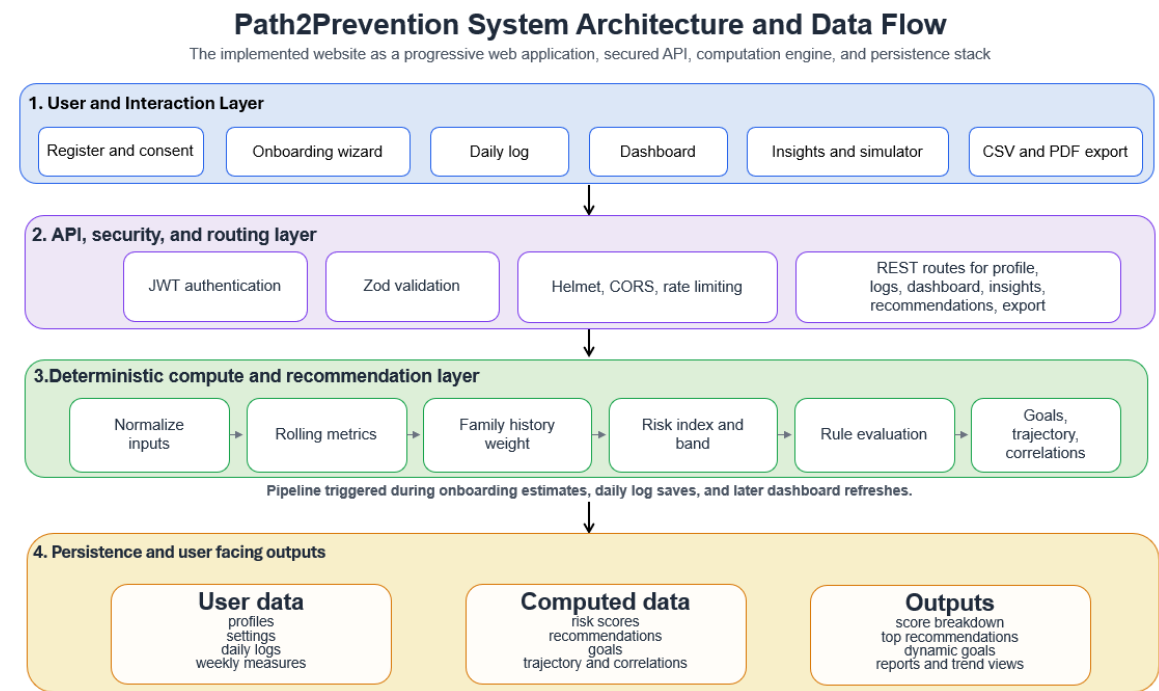 Path2Prevention System Architecture and Data Flow
The implemented website as a progressive web application, secured API, computation engine, and persistence stack
1. User and Interaction Layer
Register and consent
Onboarding wizard
Daily log
Dashboard
Insights and simulator
CSV and PDF export
2. API, security, and routing layer
JWT authentication
Zod validation
Helmet, CORS, rate limiting
REST routes for profile,
logs, dashboard, insights,
recommendations, export
3.Deterministic compute and recommendation layer
Normalize
inputs
Rolling metrics
Family history
weight
Risk index and
band
Rule evaluation
Goals,
trajectory,
correlations
Pipeline triggered during onboarding estimates, daily log saves, and later dashboard refreshes.
4. Persistence and user facing outputs
User data
profiles
settings
daily logs
weekly measures
Computed data
risk scores
recommendations
goals
trajectory and correlations
Outputs
score breakdown
top recommendations
dynamic goals
reports and trend views